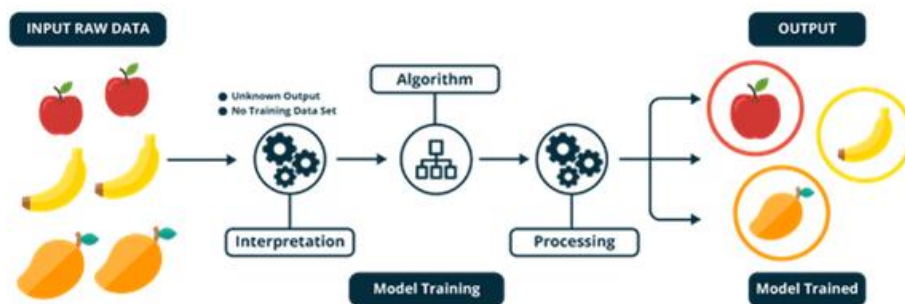 INPUT RAW DATA
OUTPUT
Algorithm
Unknown Output
No Training Data Set
Interpretation
Processing
Model Training
Model Trained